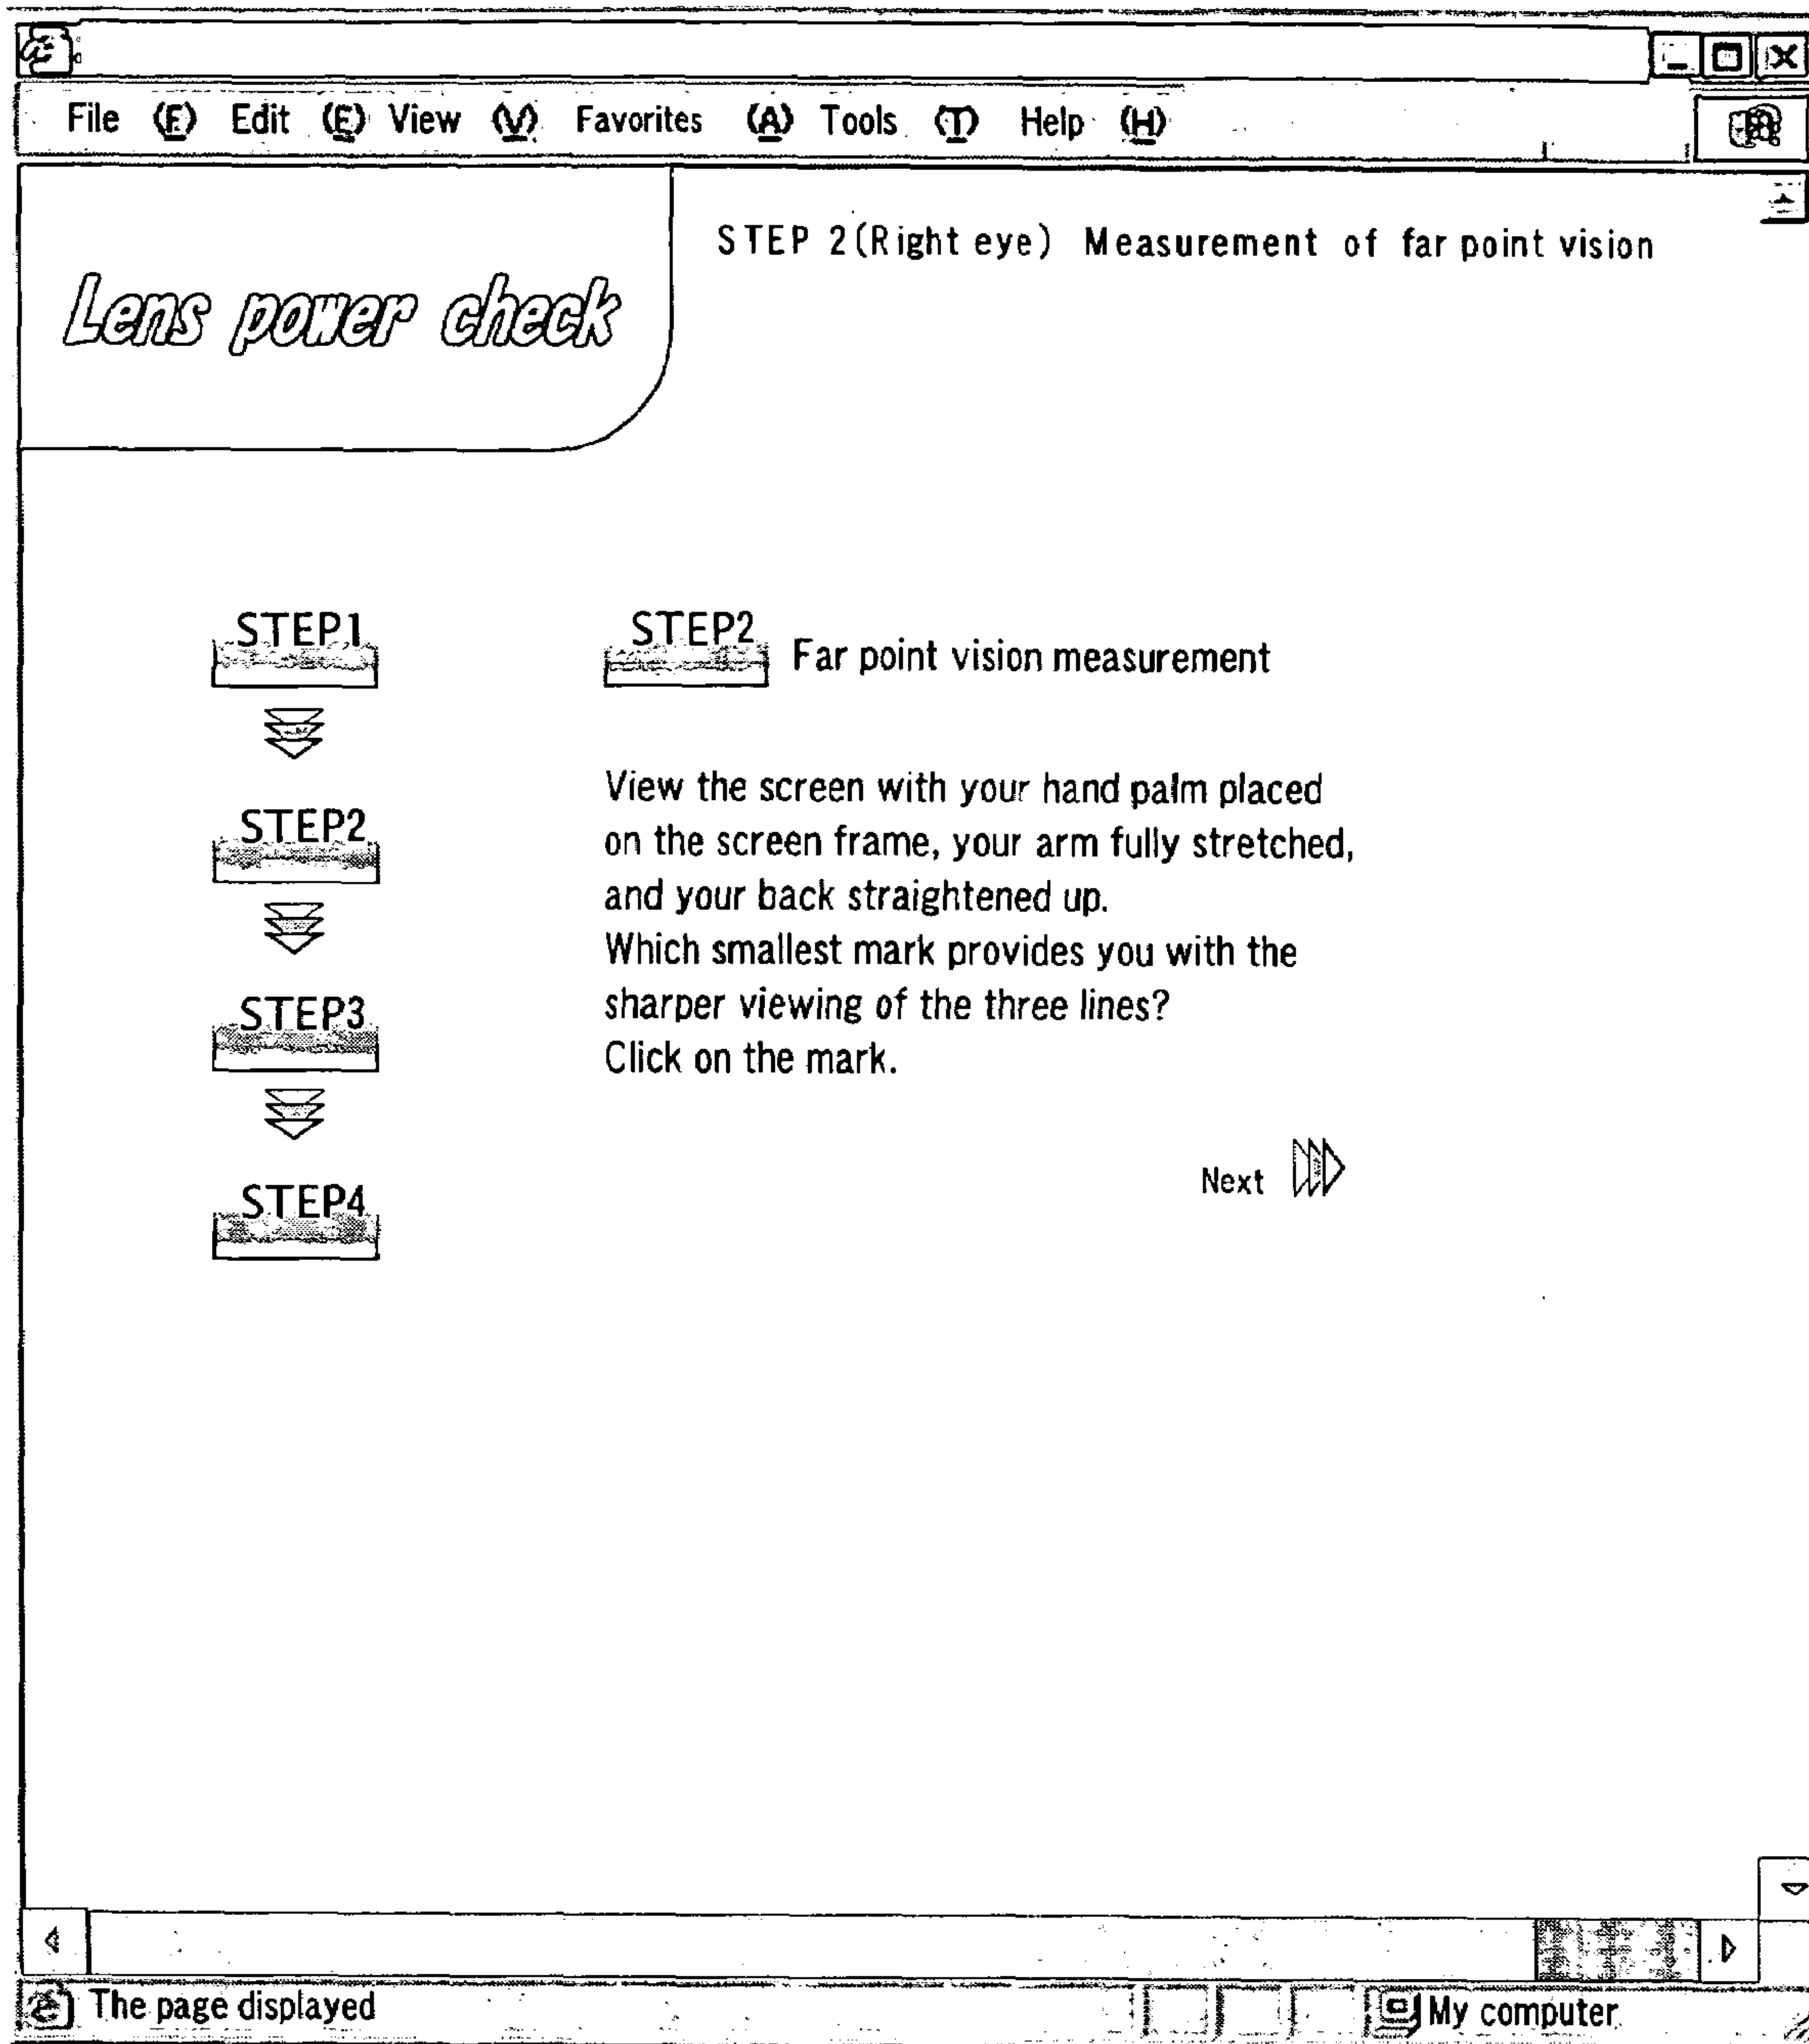 File (F) Edit (E) View (V) Favorites (A) Tools (T) Help (H)
STEP 2(Right eye) Measurement of far point vision
Lens power check
STEP1
STEP2
STEP3
STEP4
STEP2 Far point vision measurement
View the screen with your hand palm placed
on the screen frame, your arm fully stretched,
and your back straightened up.
Which smallest mark provides you with the
sharper viewing of the three lines?
Click on the mark.
Next
The page displayed
My computer